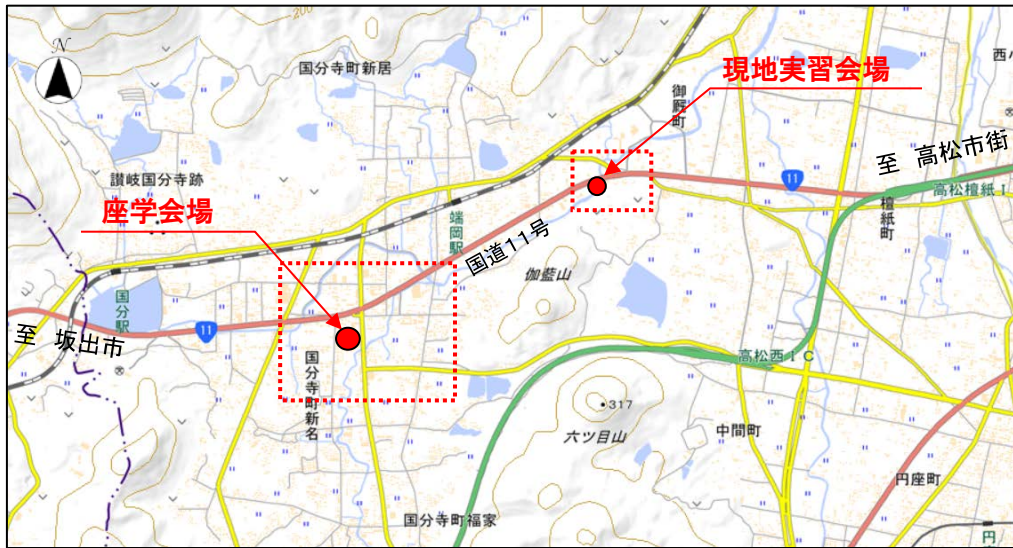 200
N
国分寺町新居
現地実習会場
西
御厩町
至 高松市街
讃岐国分寺跡
11
高松檀紙I
座学会場
檀紙町
端岡駅
国道11号
伽藍山
国分駅
11
至 坂出市
高松西IC
国分寺町新名
317
六ツ目山
中間町
円座町
国分寺町福家
円